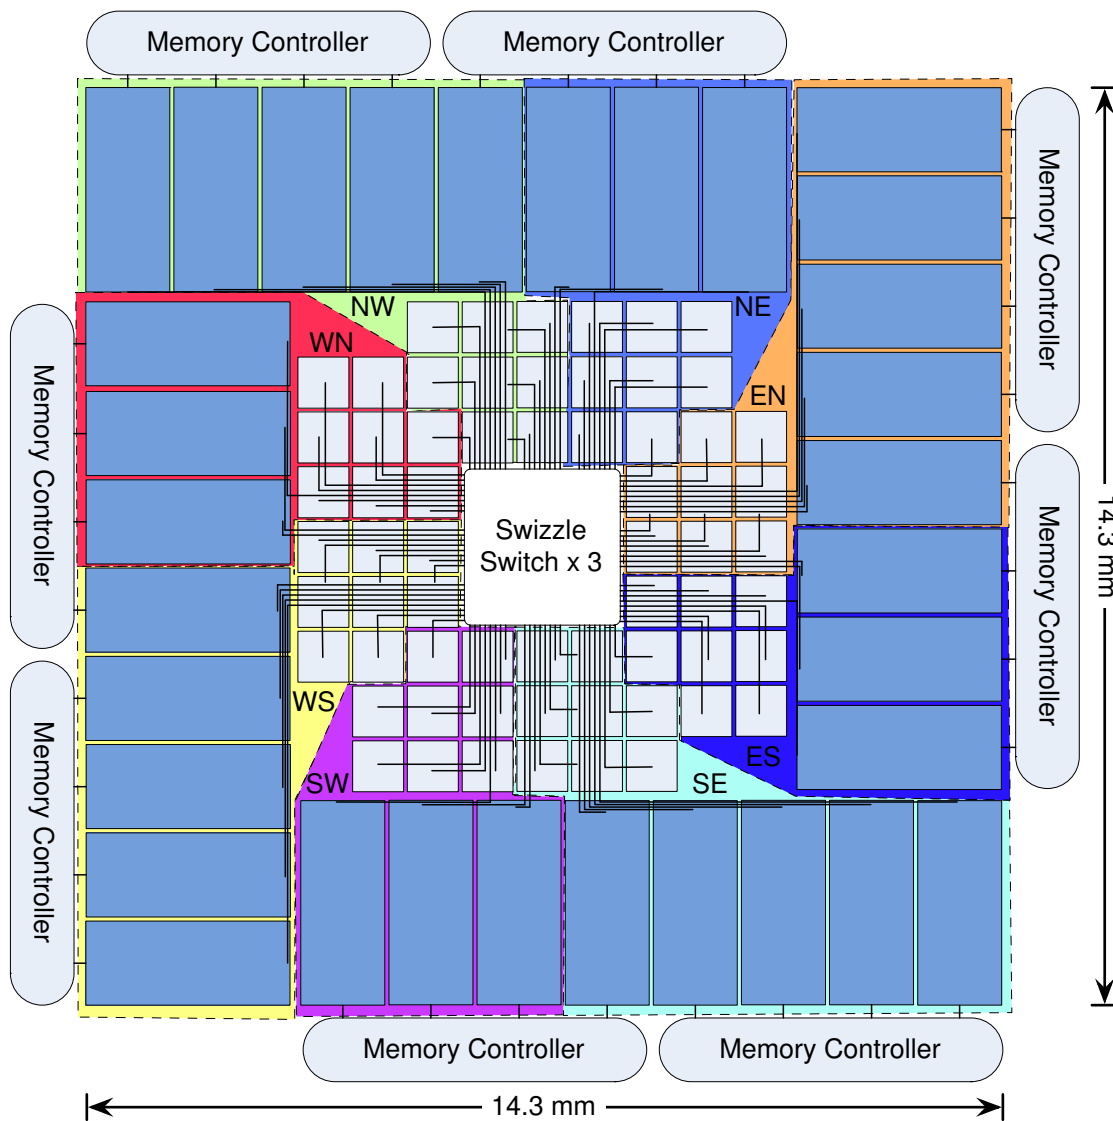 Memory Controller
Memory Controller
Memory Controller
NW
NE
WN
EN
Memory Controller
14.3 mm
Swizzle
Switch x 3
Memory Controller
WS
ES
SW
SE
Memory Controller
Memory Controller
Memory Controller
14.3 mm